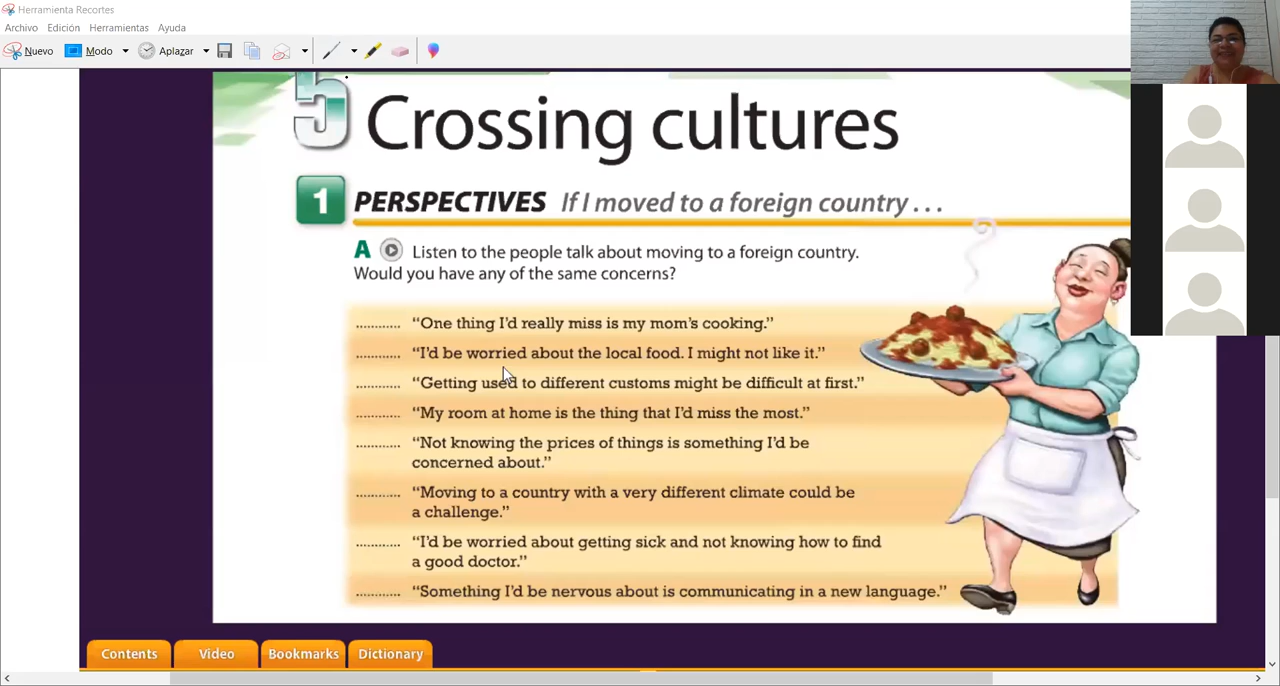 Herramienta Recortes
Archivo Edición Herramientas Ayuda
Nuevo Modo Aplazar
5 Crossing cultures
1 PERSPECTIVES If I moved to a foreign country . . .
A Listen to the people talk about moving to a foreign country.
Would you have any of the same concerns?
............ “One thing I’d really miss is my mom’s cooking.”
............ “I’d be worried about the local food. I might not like it.”
............ “Getting used to different customs might be difficult at first.”
............ “My room at home is the thing that I’d miss the most.”
............ “Not knowing the prices of things is something I’d be
concerned about.”
............ “Moving to a country with a very different climate could be
a challenge.”
............ “I’d be worried about getting sick and not knowing how to find
a good doctor.”
............ “Something I’d be nervous about is communicating in a new language.”
Contents Video Bookmarks Dictionary